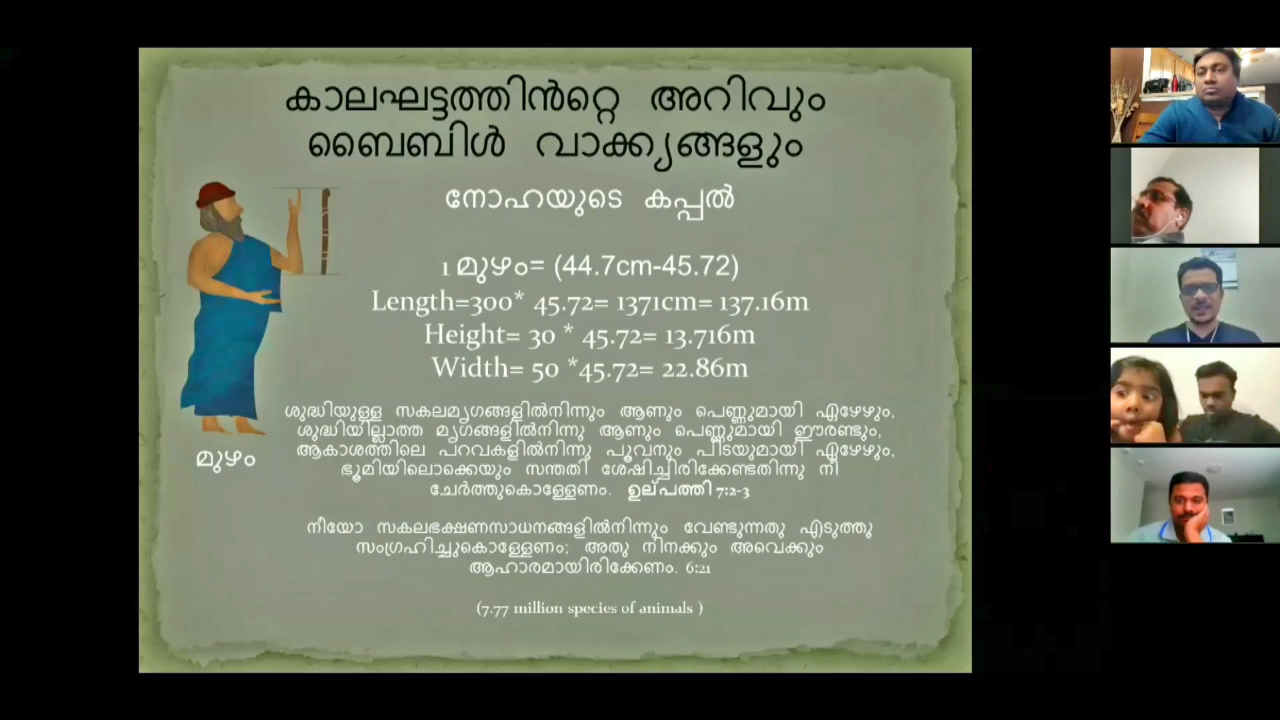 കാലഘട്ടത്തിൻറ്റെ അറിവും
ബൈബിൾ വാക്ക്യങ്ങളും
നോഹയുടെ കപ്പൽ
1 മുഴം= (44.7cm-45.72)
Length=300* 45.72= 1371cm= 137.16m
Height= 30 * 45.72= 13.716m
Width= 50 *45.72= 22.86m
ശുദ്ധിയുള്ള സകലമൃഗങ്ങളിൽനിന്നും ആണും പെണ്ണുമായി ഏഴേഴും,
ശുദ്ധിയില്ലാത്ത മൃഗങ്ങളിൽനിന്നു ആണും പെണ്ണുമായി ഈരണ്ടും,
ആകാശത്തിലെ പറവകളിൽനിന്നു പൂവനും പിടയുമായി ഏഴേഴും,
ഭൂമിയിലൊക്കെയും സന്തതി ശേഷിച്ചിരിക്കേണ്ടതിന്നു നീ
ചേർത്തുകൊള്ളേണം. ഉല്പത്തി 7:2-3
മുഴം
നീയോ സകലഭക്ഷണസാധനങ്ങളിൽനിന്നും വേണ്ടുന്നതു എടുത്തു
സംഗ്രഹിച്ചുകൊള്ളേണം; അതു നിനക്കും അവെക്കും
ആഹാരമായിരിക്കേണം. 6:21
(7.77 million species of animals )